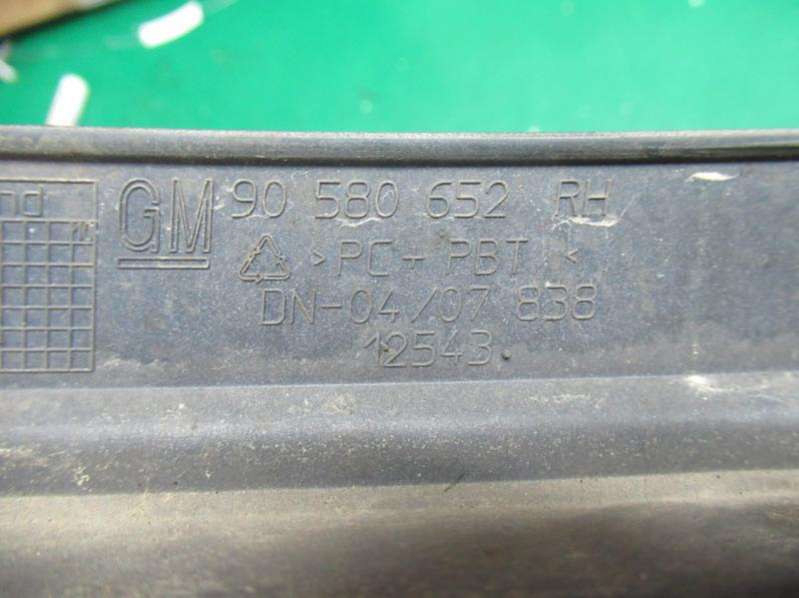 GM 90 580 652 RH
>PC+PBT<
DN-04/07 838
12543